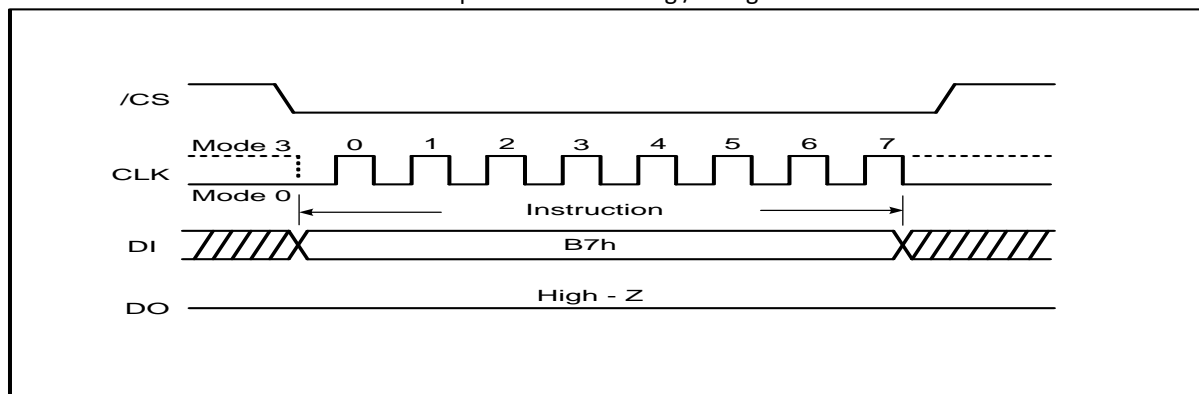 /CS
Mode 3 0 1 2 3 4 5 6 7
CLK
Mode 0
Instruction
DI B7h
High - Z
DO